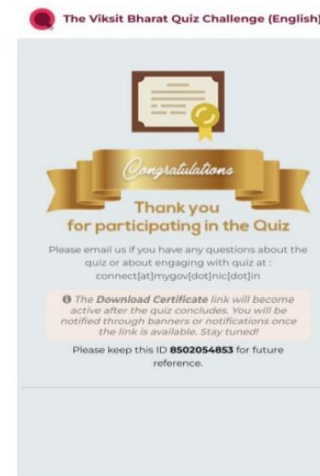 The Viksit Bharat Quiz Challenge (English)
Congratulations
Thank you
for participating in the Quiz
Please email us if you have any questions about the
quiz or about engaging with quiz at :
connect[at]mygov[dot]nic[dot]in
The Download Certificate link will become
active after the quiz concludes. You will be
notified through banners or notifications once
the link is available. Stay tuned!
Please keep this ID 8502054853 for future
reference.